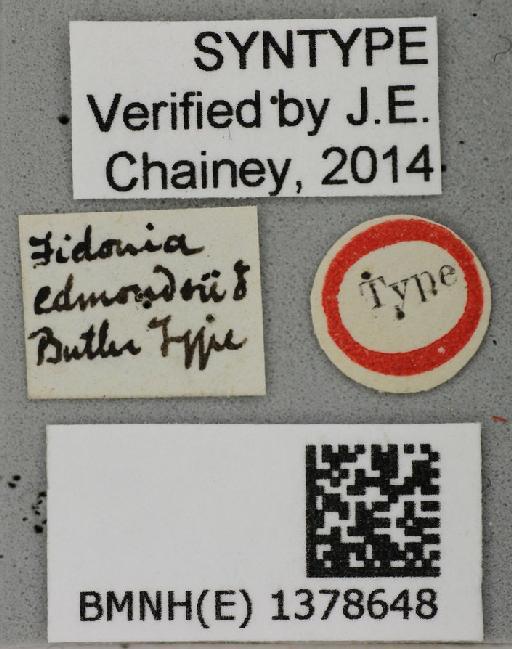 SYNTYPE
Verified by J.E.
Chainey, 2014
Fidonia
edmondsii ♂
Butler Type
Type
BMNH(E) 1378648